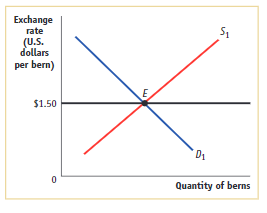 Exchange
rate
(U.S.
dollars
per bern)
S1
E
$1.50
D1
0
Quantity of berns